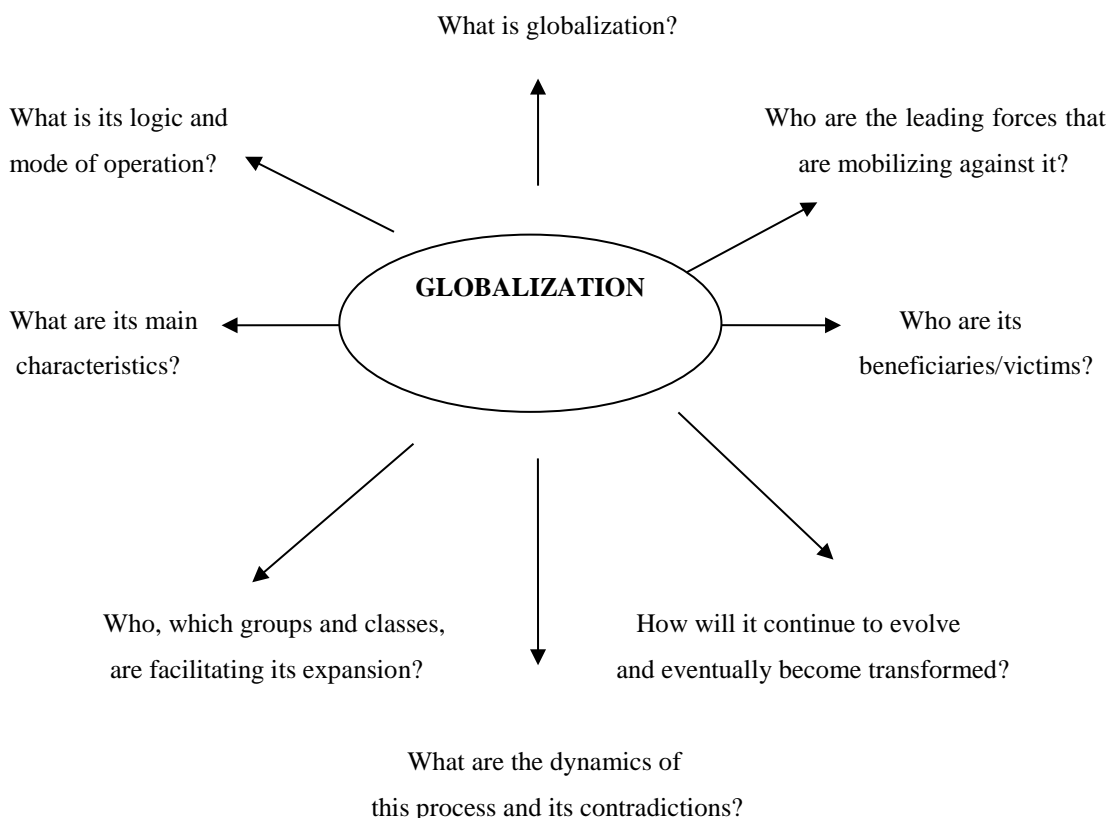 What is globalization?
What is its logic and
mode of operation?
Who are the leading forces that
are mobilizing against it?
GLOBALIZATION
What are its main
characteristics?
Who are its
beneficiaries/victims?
Who, which groups and classes,
are facilitating its expansion?
How will it continue to evolve
and eventually become transformed?
What are the dynamics of
this process and its contradictions?